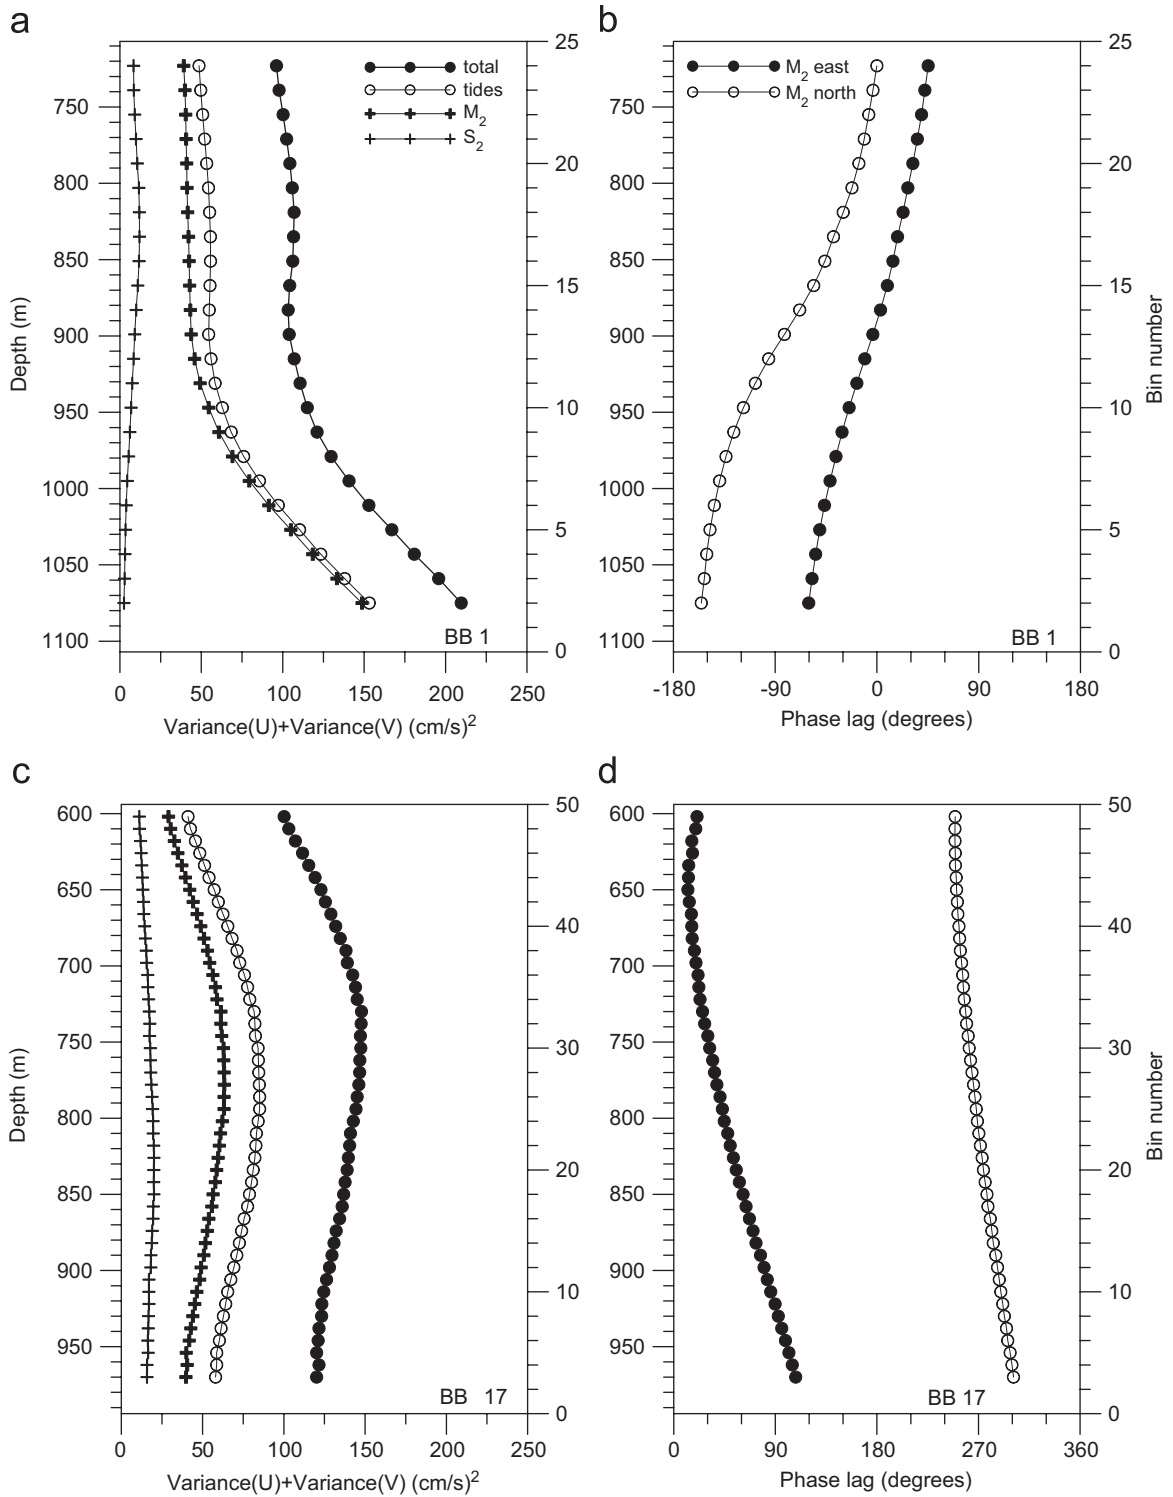 a
25
total
tides
M2
S2
750
800
850
900
950
1000
1050
1100
20
15
10
5
0
Depth (m)
Bin number
BB 1
0 50 100 150 200 250
Variance(U)+Variance(V) (cm/s)2
b
25
M2 east
M2 north
750
800
850
900
950
1000
1050
1100
20
15
10
5
0
Bin number
BB 1
-180 -90 0 90 180
Phase lag (degrees)
c
600
650
700
750
800
850
900
950
50
40
30
20
10
0
Depth (m)
BB 17
0 50 100 150 200 250
Variance(U)+Variance(V) (cm/s)2
d
600
650
700
750
800
850
900
950
50
40
30
20
10
0
Bin number
BB 17
0 90 180 270 360
Phase lag (degrees)